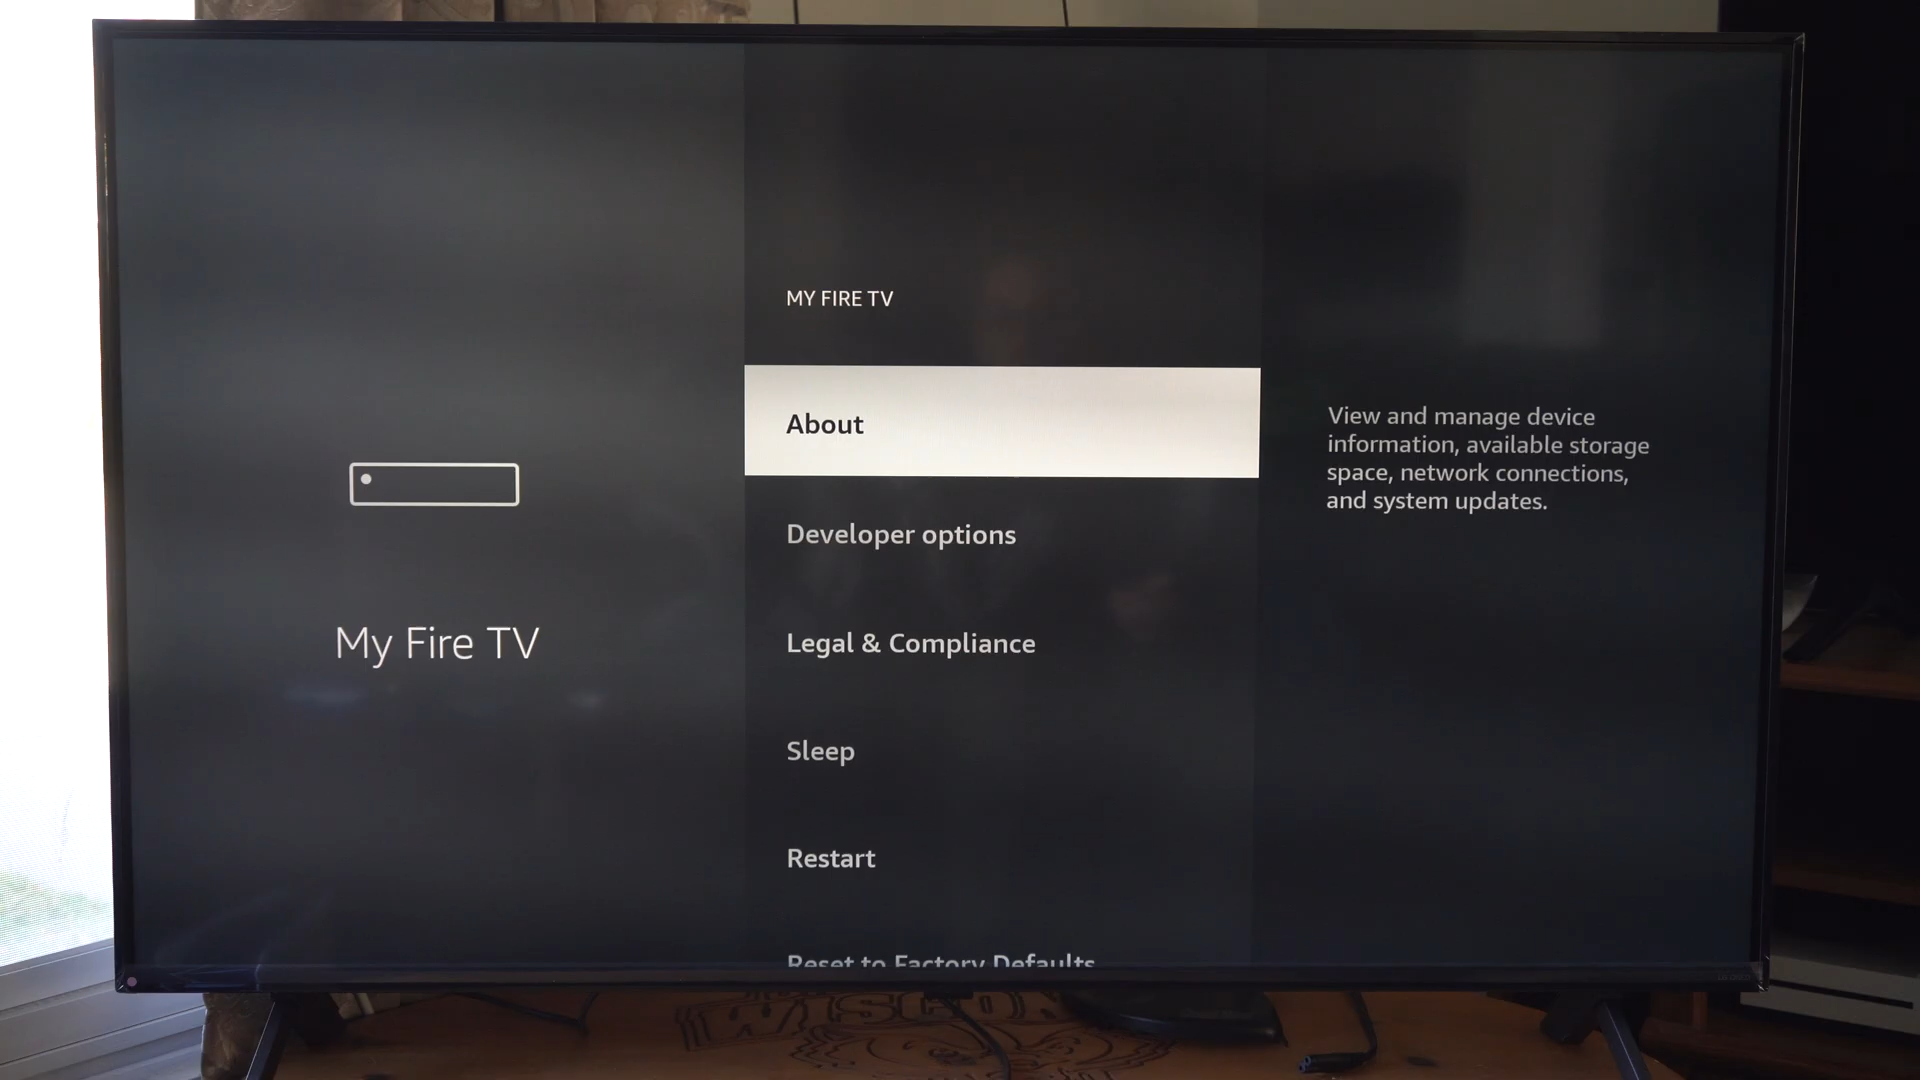 MY FIRE TV
About
Developer options
Legal & Compliance
Sleep
Restart
Reset to Factory Defaults
My Fire TV
View and manage device
information, available storage
space, network connections,
and system updates.